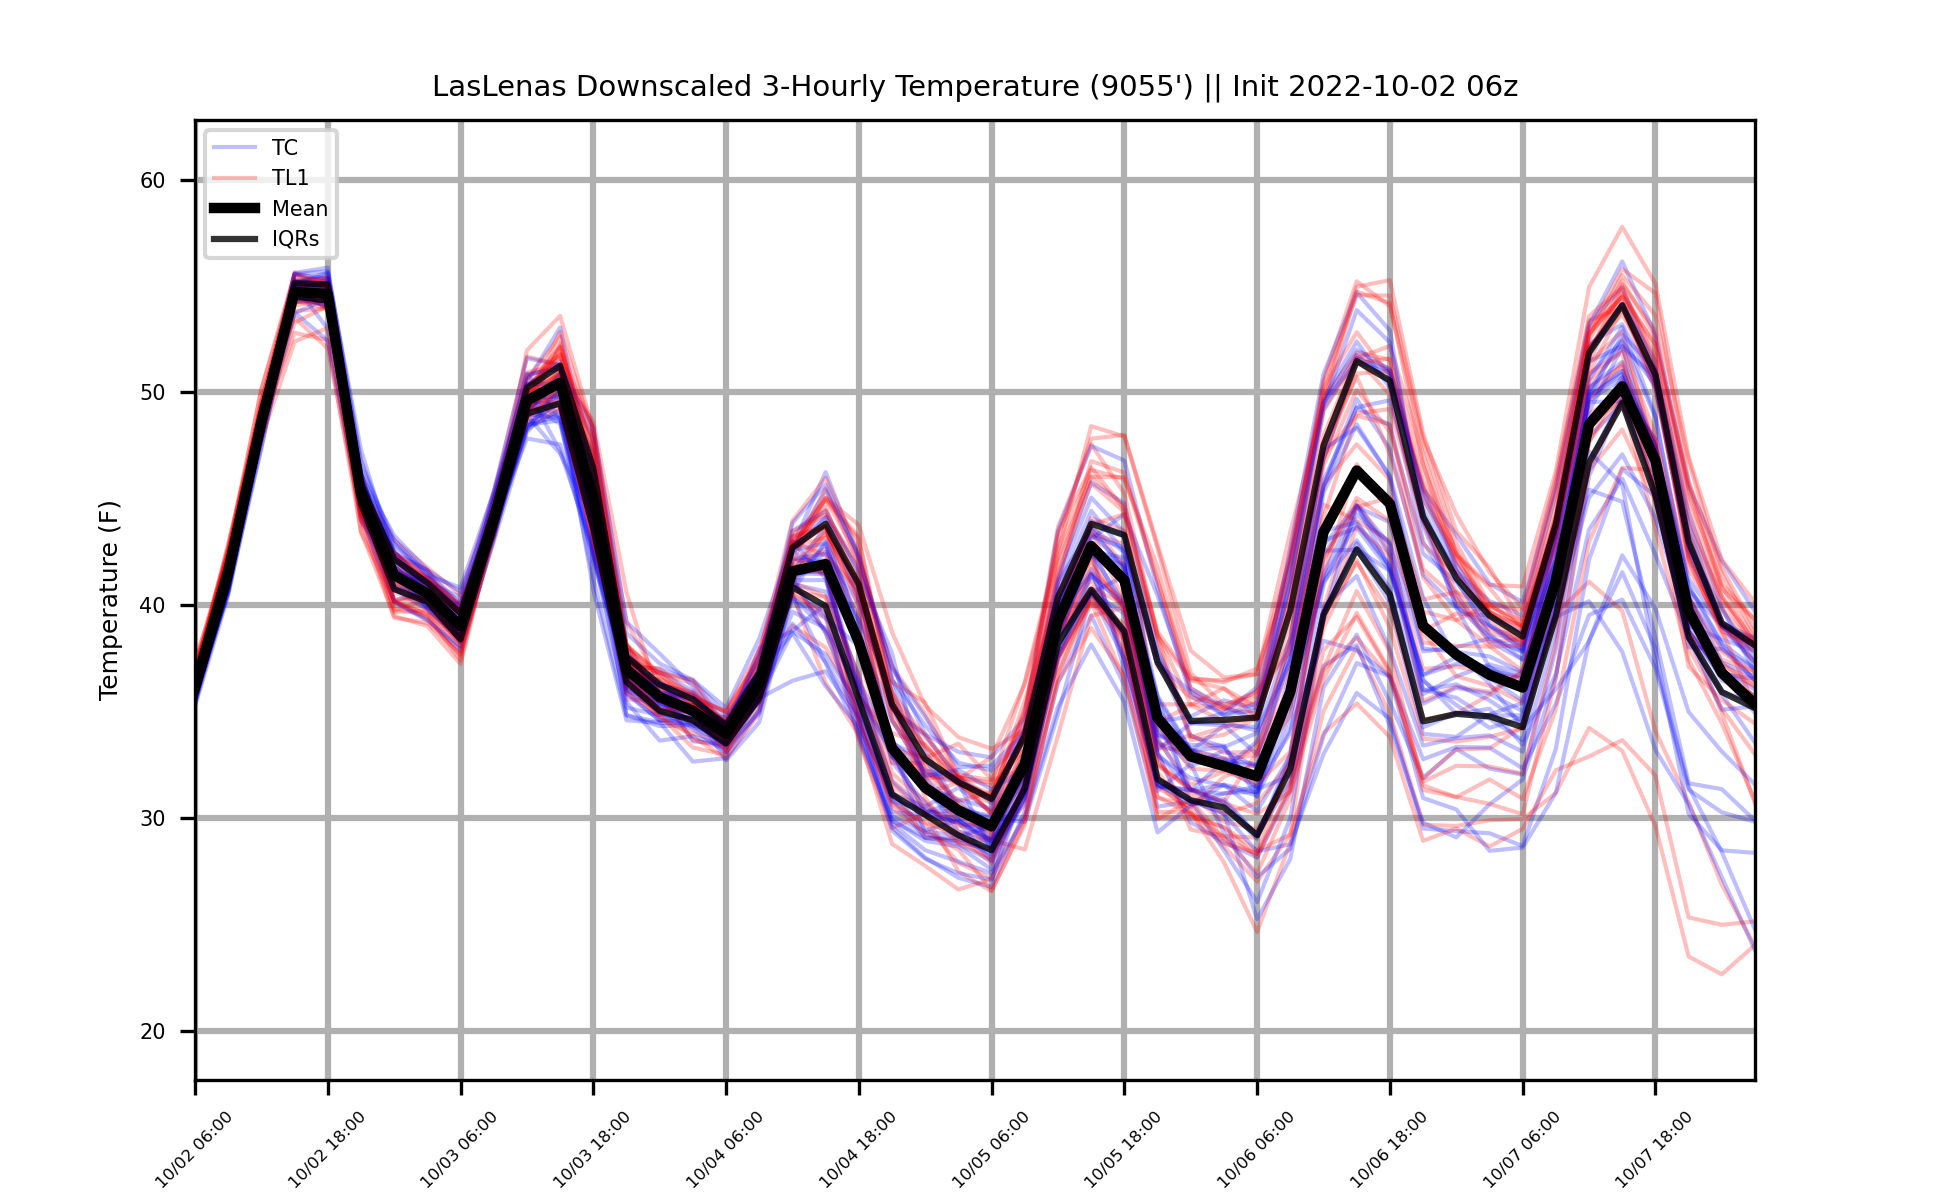 LasLenas Downscaled 3-Hourly Temperature (9055') || Init 2022-10-02 06z
TC
TL1
Mean
IQRs
Temperature (F)
60
50
40
30
20
10/02 06:00
10/02 18:00
10/03 06:00
10/03 18:00
10/04 06:00
10/04 18:00
10/05 06:00
10/05 18:00
10/06 06:00
10/06 18:00
10/07 06:00
10/07 18:00